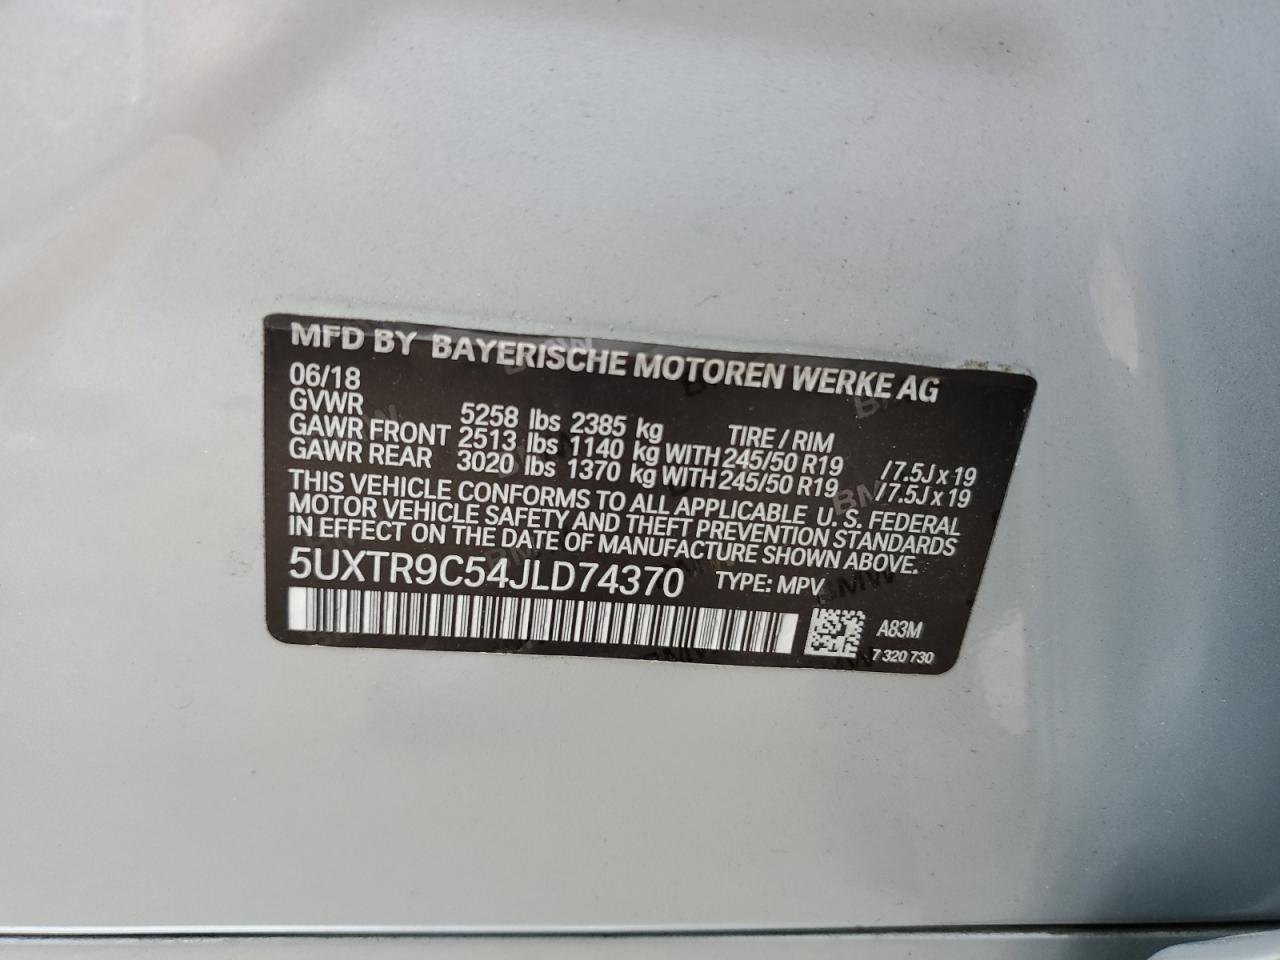 MFD BY BAYERISCHE MOTOREN WERKE AG
06/18
GVWR 5258 lbs 2385 kg TIRE / RIM
GAWR FRONT 2513 lbs 1140 kg WITH 245/50 R19 / 7.5J x 19
GAWR REAR 3020 lbs 1370 kg WITH 245/50 R19 / 7.5J x 19
THIS VEHICLE CONFORMS TO ALL APPLICABLE U. S. FEDERAL
MOTOR VEHICLE SAFETY AND THEFT PREVENTION STANDARDS
IN EFFECT ON THE DATE OF MANUFACTURE SHOWN ABOVE.
5UXTR9C54JLD74370 TYPE: MPV
A83M
7 320 730